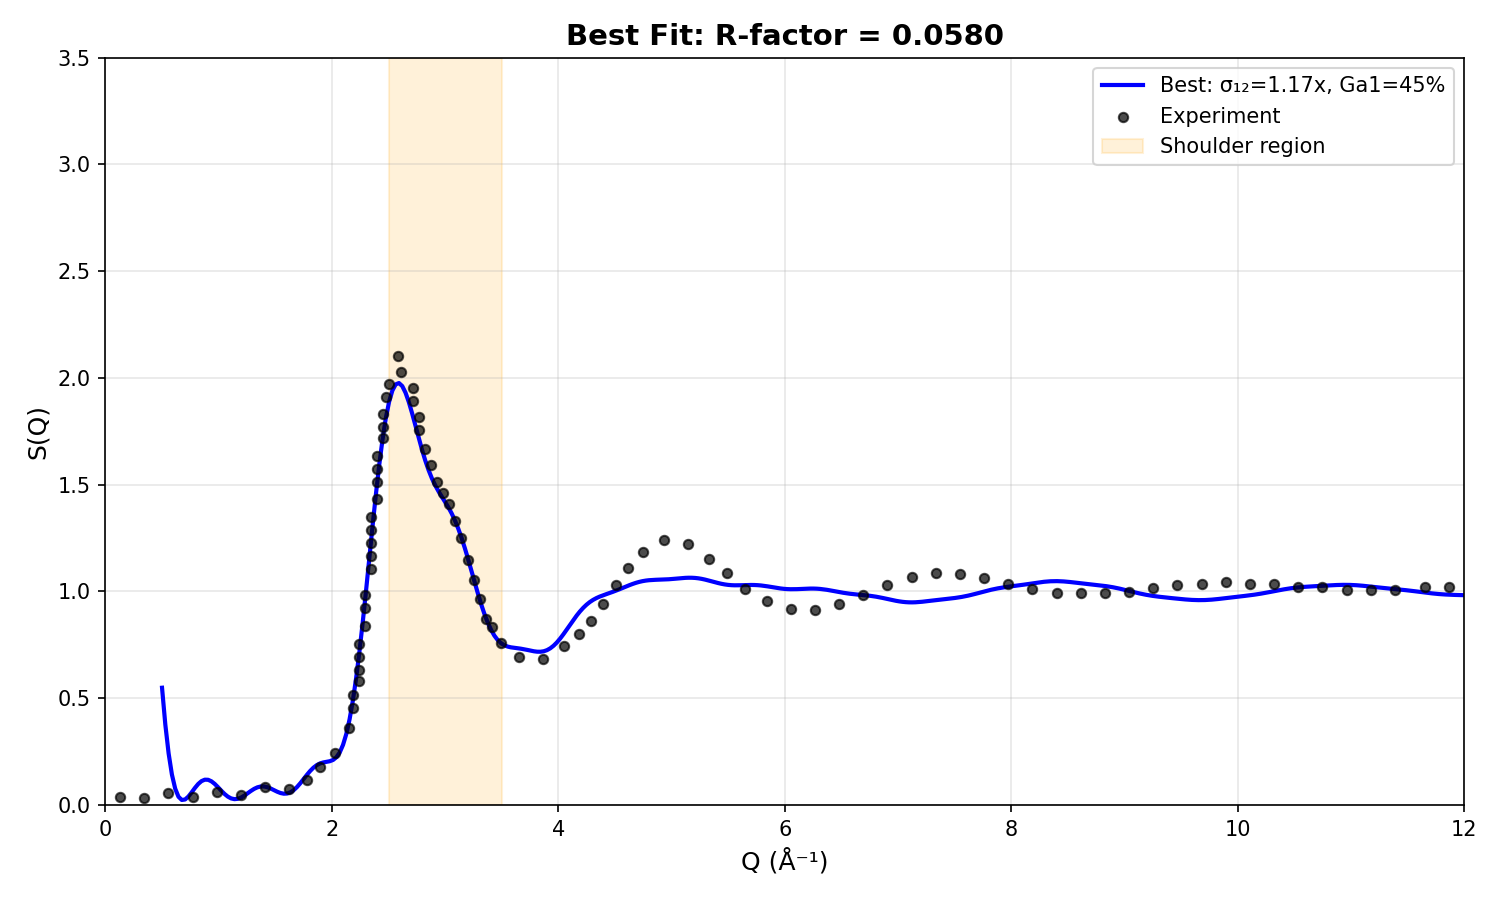 Best Fit: R-factor = 0.0580
Best: σ₁₂=1.17x, Ga1=45%
Experiment
Shoulder region
S(Q)
3.5
3.0
2.5
2.0
1.5
1.0
0.5
0.0
0 2 4 6 8 10 12
Q (Å⁻¹)